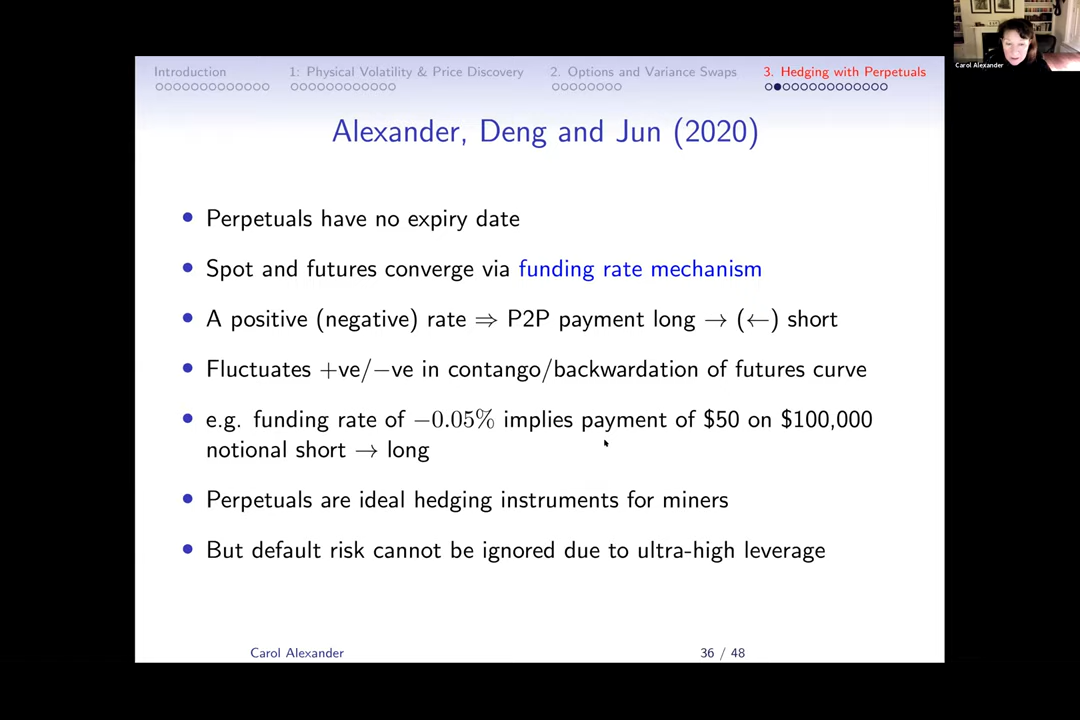 Introduction
1: Physical Volatility & Price Discovery
2. Options and Variance Swaps
3. Hedging with Perpetuals
Carol Alexander
Alexander, Deng and Jun (2020)
• Perpetuals have no expiry date
• Spot and futures converge via funding rate mechanism
• A positive (negative) rate ⇒ P2P payment long → (←) short
• Fluctuates +ve/−ve in contango/backwardation of futures curve
• e.g. funding rate of −0.05% implies payment of $50 on $100,000
notional short → long
• Perpetuals are ideal hedging instruments for miners
• But default risk cannot be ignored due to ultra-high leverage
Carol Alexander
36 / 48